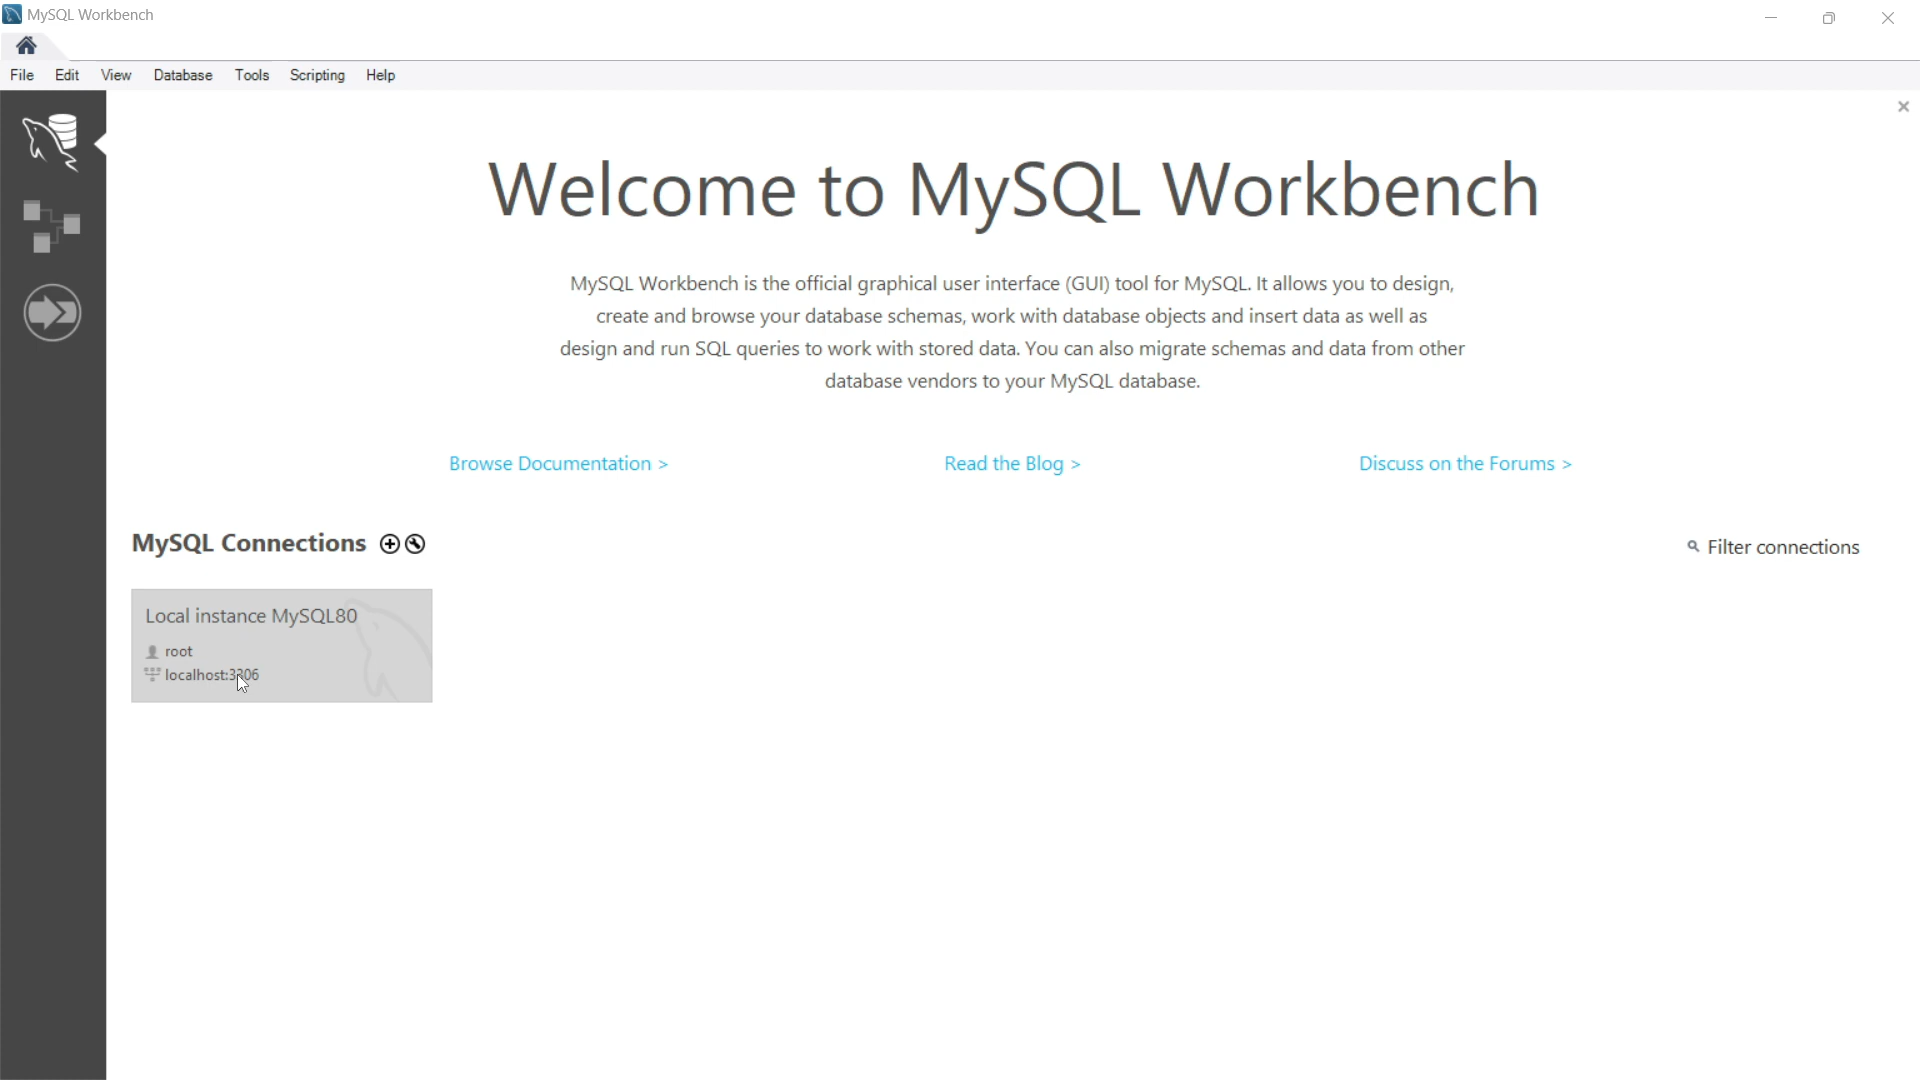 MySQL Workbench
File Edit View Database Tools Scripting Help
Welcome to MySQL Workbench
MySQL Workbench is the official graphical user interface (GUI) tool for MySQL. It allows you to design,
create and browse your database schemas, work with database objects and insert data as well as
design and run SQL queries to work with stored data. You can also migrate schemas and data from other
database vendors to your MySQL database.
Browse Documentation > Read the Blog > Discuss on the Forums >
MySQL Connections
Filter connections
Local instance MySQL80
root
localhost:3306